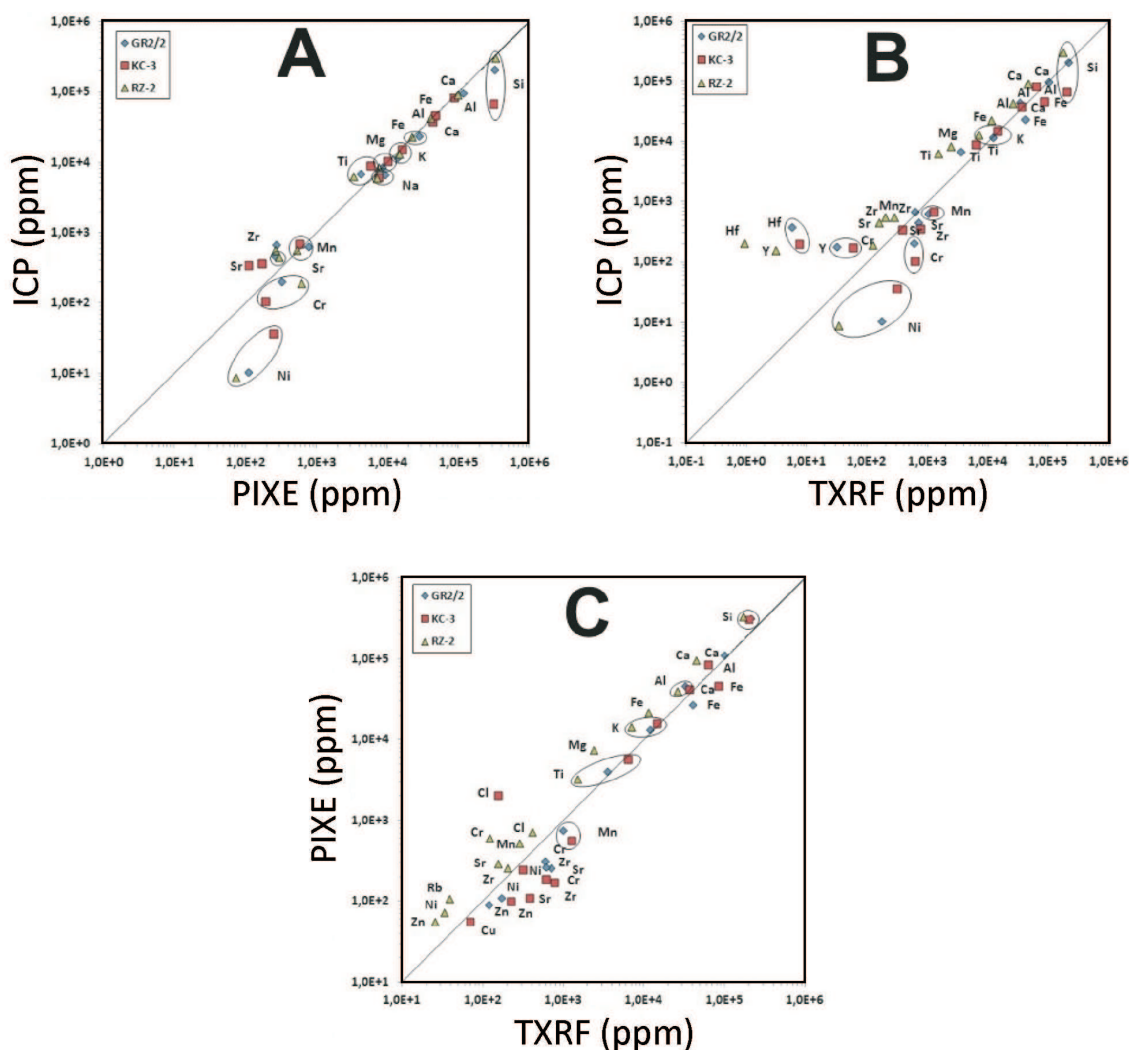 1,0E+6
1,0E+5
1,0E+4
1,0E+3
1,0E+2
1,0E+1
1,0E+0
ICP (ppm)
GR2/2
KC-3
RZ-2
A
Si
Ca
Fe
Al
Al
Fe
Ca
Mg
K
Ti
Na
Zr
Mn
Sr
Sr
Cr
Ni
1,0E+0 1,0E+1 1,0E+2 1,0E+3 1,0E+4 1,0E+5 1,0E+6
PIXE (ppm)
1,0E+6
1,0E+5
1,0E+4
1,0E+3
1,0E+2
1,0E+1
1,0E+0
1,0E-1
ICP (ppm)
GR2/2
KC-3
RZ-2
B
Si
Ca Ca
Al Al
Ca Fe
Fe Fe
Mg K
Ti Ti Ti
Zr Mn Zr Mn
Hf Hf Sr Sr Sr
Y Y Cr Zr
Cr
Ni
1,0E-1 1,0E+0 1,0E+1 1,0E+2 1,0E+3 1,0E+4 1,0E+5 1,0E+6
TXRF (ppm)
1,0E+6
1,0E+5
1,0E+4
1,0E+3
1,0E+2
1,0E+1
PIXE (ppm)
GR2/2
KC-3
RZ-2
C
Si
Ca Ca
Al
Al Ca Fe
Fe Fe
K
Mg
Ti
Cl
Cr Cl Mn
Mn Cr
Sr Zr
Zr Ni Sr
Rb Ni Cr
Ni Sr Zr
Zn Zn Zn
Cu
1,0E+1 1,0E+2 1,0E+3 1,0E+4 1,0E+5 1,0E+6
TXRF (ppm)